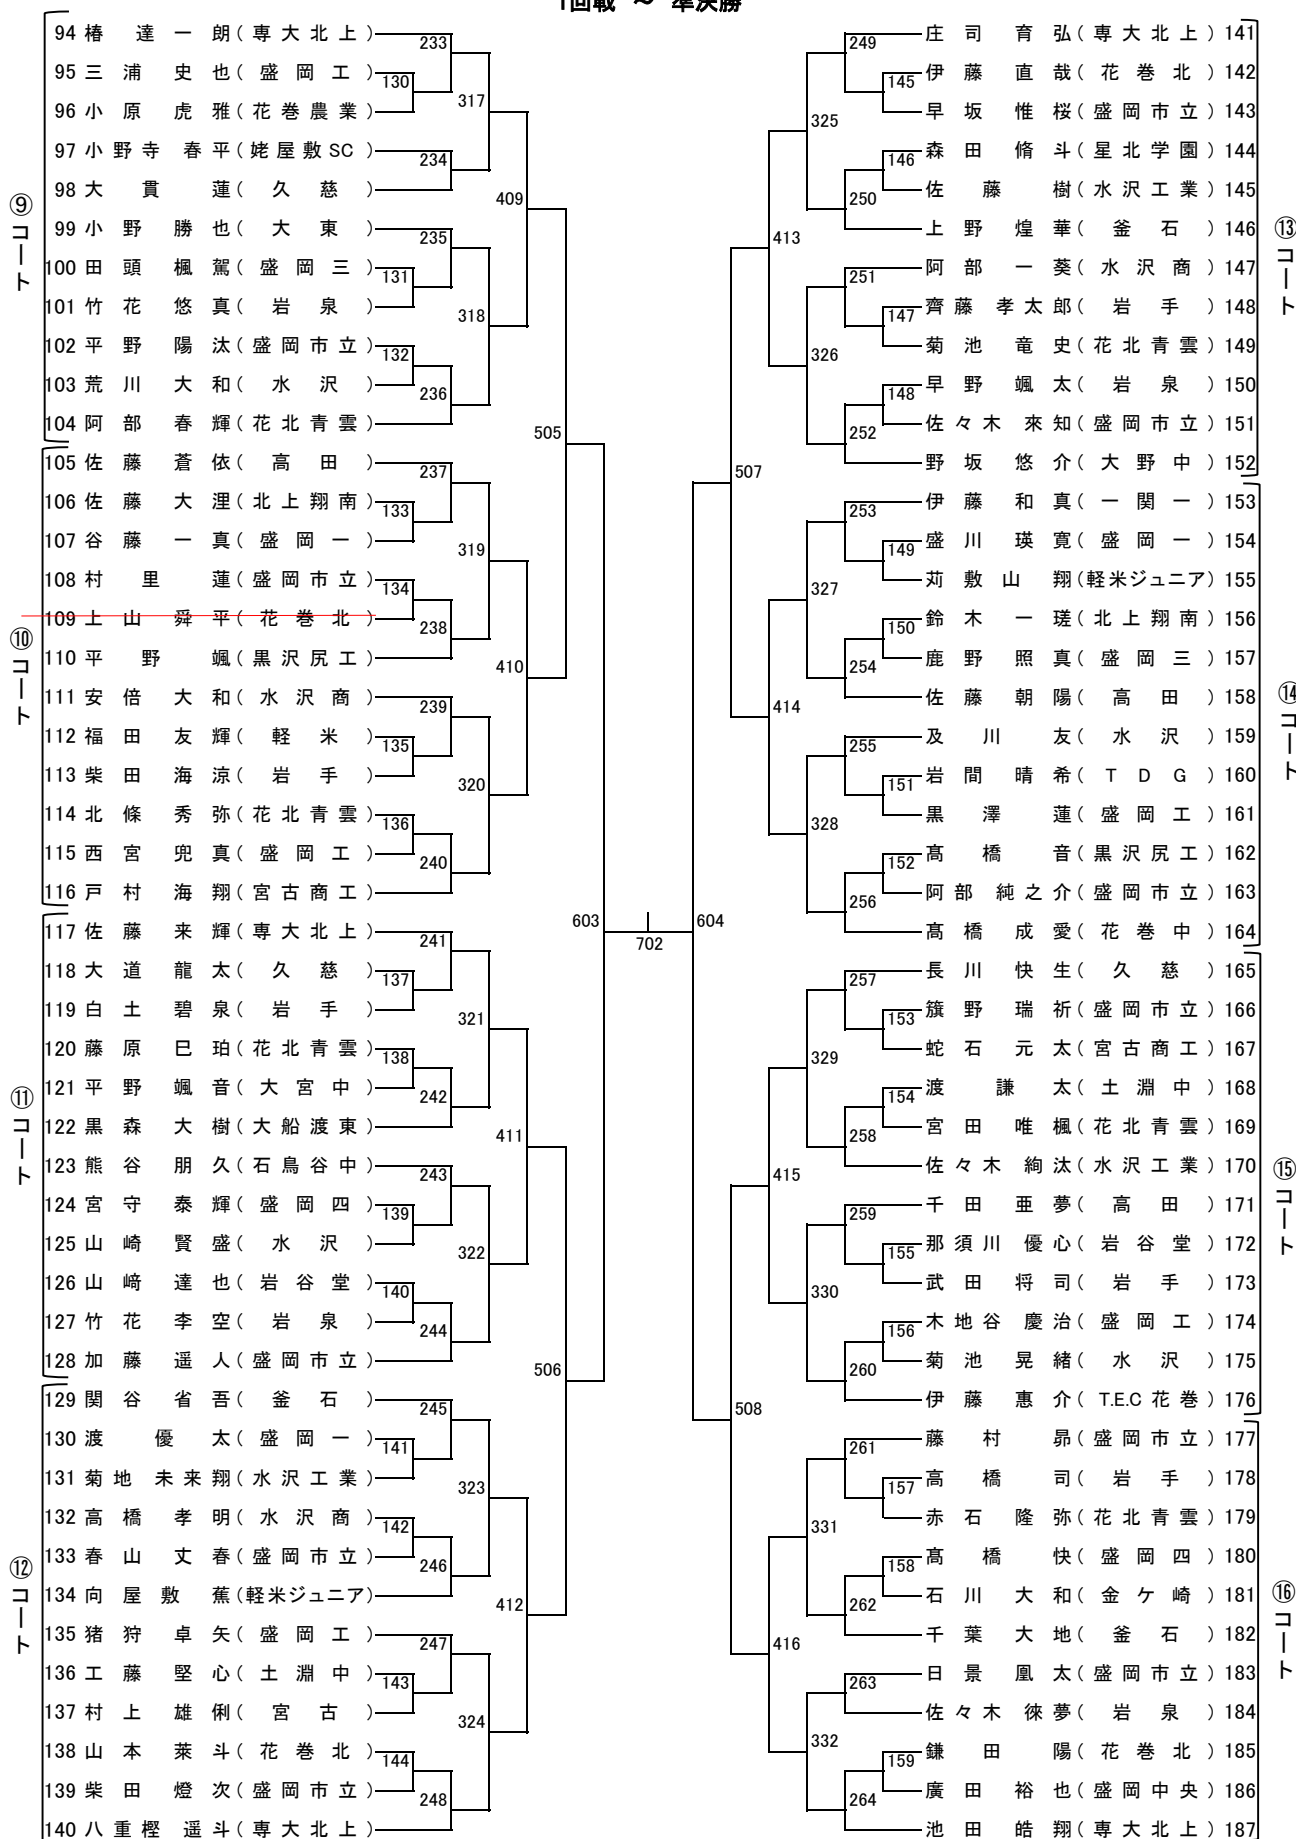 1回戦 ～ 準決勝
⑨コート
94 椿達一朗(専大北上)
95 三浦史也(盛岡工)
96 小原虎雅(花巻農業)
97 小野寺春平(姥屋敷SC)
98 大貫蓮(久慈)
99 小野勝也(大東)
100 田頭楓駕(盛岡三)
101 竹花悠真(岩泉)
102 平野陽汰(盛岡市立)
103 荒川大和(水沢)
104 阿部春輝(花北青雲)
⑩コート
105 佐藤蒼依(高田)
106 佐藤大浬(北上翔南)
107 谷藤一真(盛岡一)
108 村里蓮(盛岡市立)
109 上山舜平(花巻北)
110 平野颯(黒沢尻工)
111 安倍大和(水沢商)
112 福田友輝(軽米)
113 柴田海涼(岩手)
114 北條秀弥(花北青雲)
115 西宮兜真(盛岡工)
116 戸村海翔(宮古商工)
⑪コート
117 佐藤来輝(専大北上)
118 大道龍太(久慈)
119 白土碧泉(岩手)
120 藤原巳珀(花北青雲)
121 平野颯音(大宮中)
122 黒森大樹(大船渡東)
123 熊谷朋久(石鳥谷中)
124 宮守泰輝(盛岡四)
125 山崎賢盛(水沢)
126 山﨑達也(岩谷堂)
127 竹花李空(岩泉)
128 加藤遥人(盛岡市立)
⑫コート
129 関谷省吾(釜石)
130 渡優太(盛岡一)
131 菊地未来翔(水沢工業)
132 高橋孝明(水沢商)
133 春山丈春(盛岡市立)
134 向屋敷蕉(軽米ジュニア)
135 猪狩卓矢(盛岡工)
136 工藤堅心(土淵中)
137 村上雄俐(宮古)
138 山本莱斗(花巻北)
139 柴田燈次(盛岡市立)
140 八重樫遥斗(専大北上)
233
130
317
234
409
235
131
318
132
236
505
237
133
319
134
238
410
239
135
320
136
240
603
241
137
321
138
242
411
243
139
322
140
244
506
245
141
323
142
246
412
247
143
324
144
248
702
604
249
145
325
146
250
413
251
147
326
148
252
507
253
149
327
150
254
414
255
151
328
152
256
257
153
329
154
258
415
259
155
330
156
260
508
261
157
331
158
262
416
263
332
159
264
庄司育弘(専大北上)141
伊藤直哉(花巻北)142
早坂惟桜(盛岡市立)143
森田脩斗(星北学園)144
佐藤樹(水沢工業)145
上野煌華(釜石)146
阿部一葵(水沢商)147
齊藤孝太郎(岩手)148
菊池竜史(花北青雲)149
早野颯太(岩泉)150
佐々木來知(盛岡市立)151
野坂悠介(大野中)152
⑬コート
伊藤和真(一関一)153
盛川瑛寛(盛岡一)154
苅敷山翔(軽米ジュニア)155
鈴木一瑳(北上翔南)156
鹿野照真(盛岡三)157
佐藤朝陽(高田)158
及川友(水沢)159
岩間晴希(TDG)160
黒澤蓮(盛岡工)161
髙橋音(黒沢尻工)162
阿部純之介(盛岡市立)163
髙橋成愛(花巻中)164
⑭コート
長川快生(久慈)165
籏野瑞祈(盛岡市立)166
蛇石元太(宮古商工)167
渡謙太(土淵中)168
宮田唯楓(花北青雲)169
佐々木絢汰(水沢工業)170
千田亜夢(高田)171
那須川優心(岩谷堂)172
武田将司(岩手)173
木地谷慶治(盛岡工)174
菊池晃緒(水沢)175
伊藤惠介(T.E.C花巻)176
⑮コート
藤村昴(盛岡市立)177
高橋司(岩手)178
赤石隆弥(花北青雲)179
髙橋快(盛岡四)180
石川大和(金ケ崎)181
千葉大地(釜石)182
日景凰太(盛岡市立)183
佐々木徠夢(岩泉)184
鎌田陽(花巻北)185
廣田裕也(盛岡中央)186
池田皓翔(専大北上)187
⑯コート